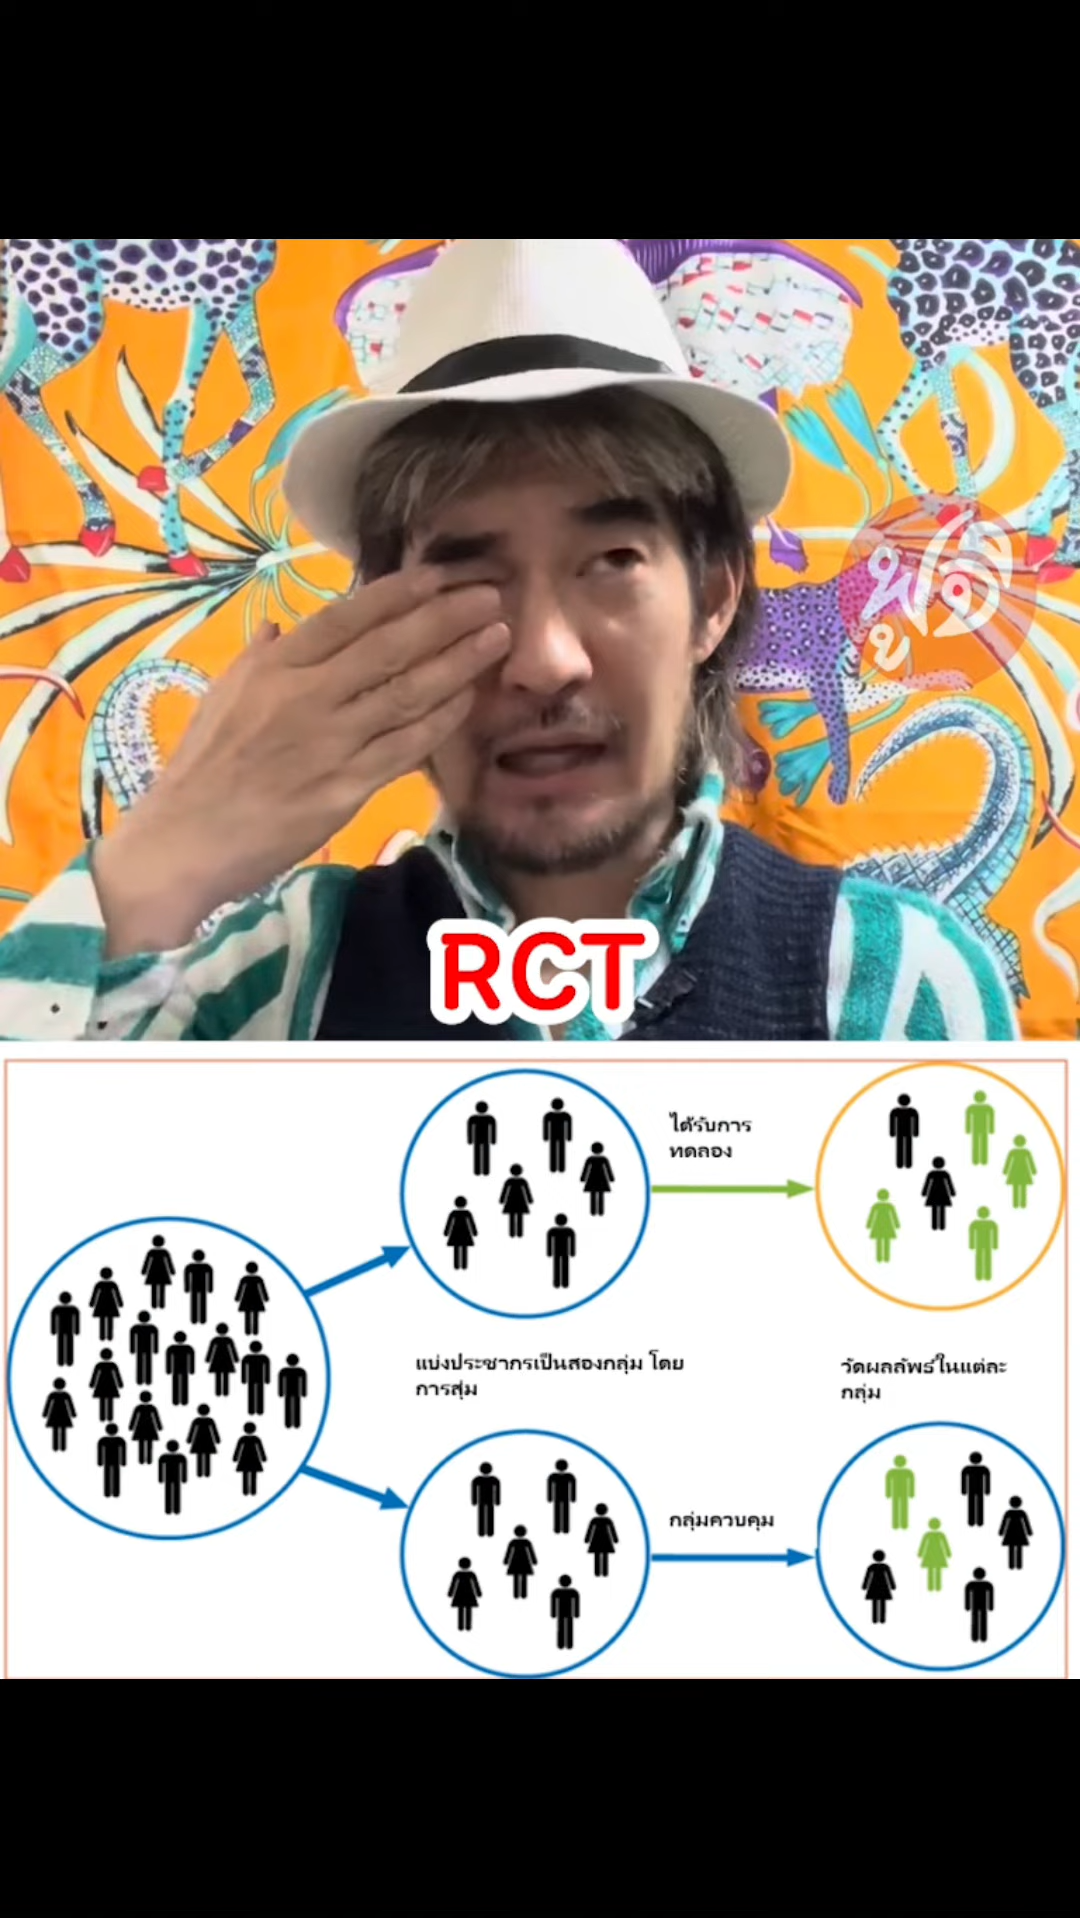 RCT
ได้รับการ
ทดลอง
แบ่งประชากรเป็นสองกลุ่ม โดย
การสุ่ม
วัดผลลัพธ์ในแต่ละ
กลุ่ม
กลุ่มควบคุม